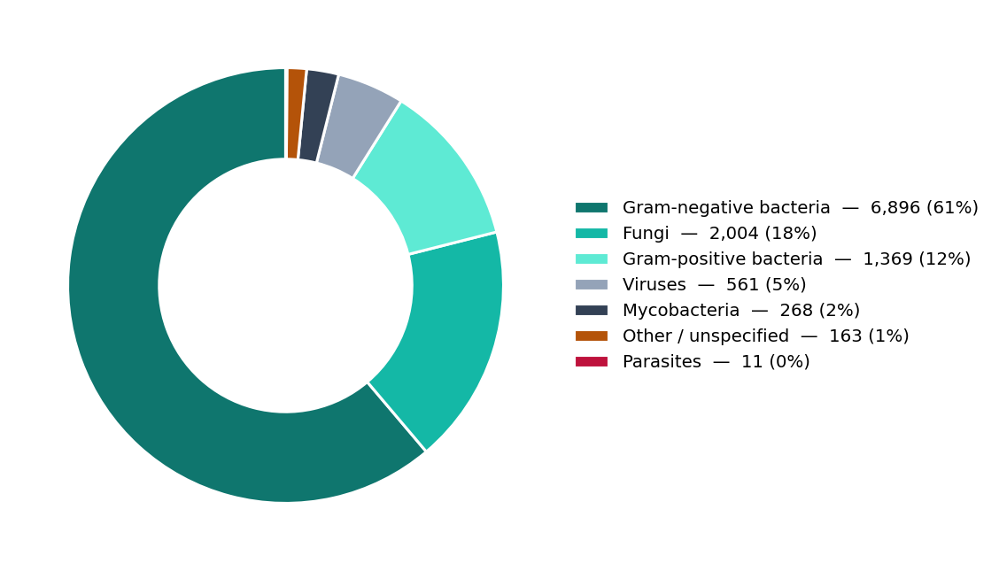 Gram-negative bacteria — 6,896 (61%)
Fungi — 2,004 (18%)
Gram-positive bacteria — 1,369 (12%)
Viruses — 561 (5%)
Mycobacteria — 268 (2%)
Other / unspecified — 163 (1%)
Parasites — 11 (0%)